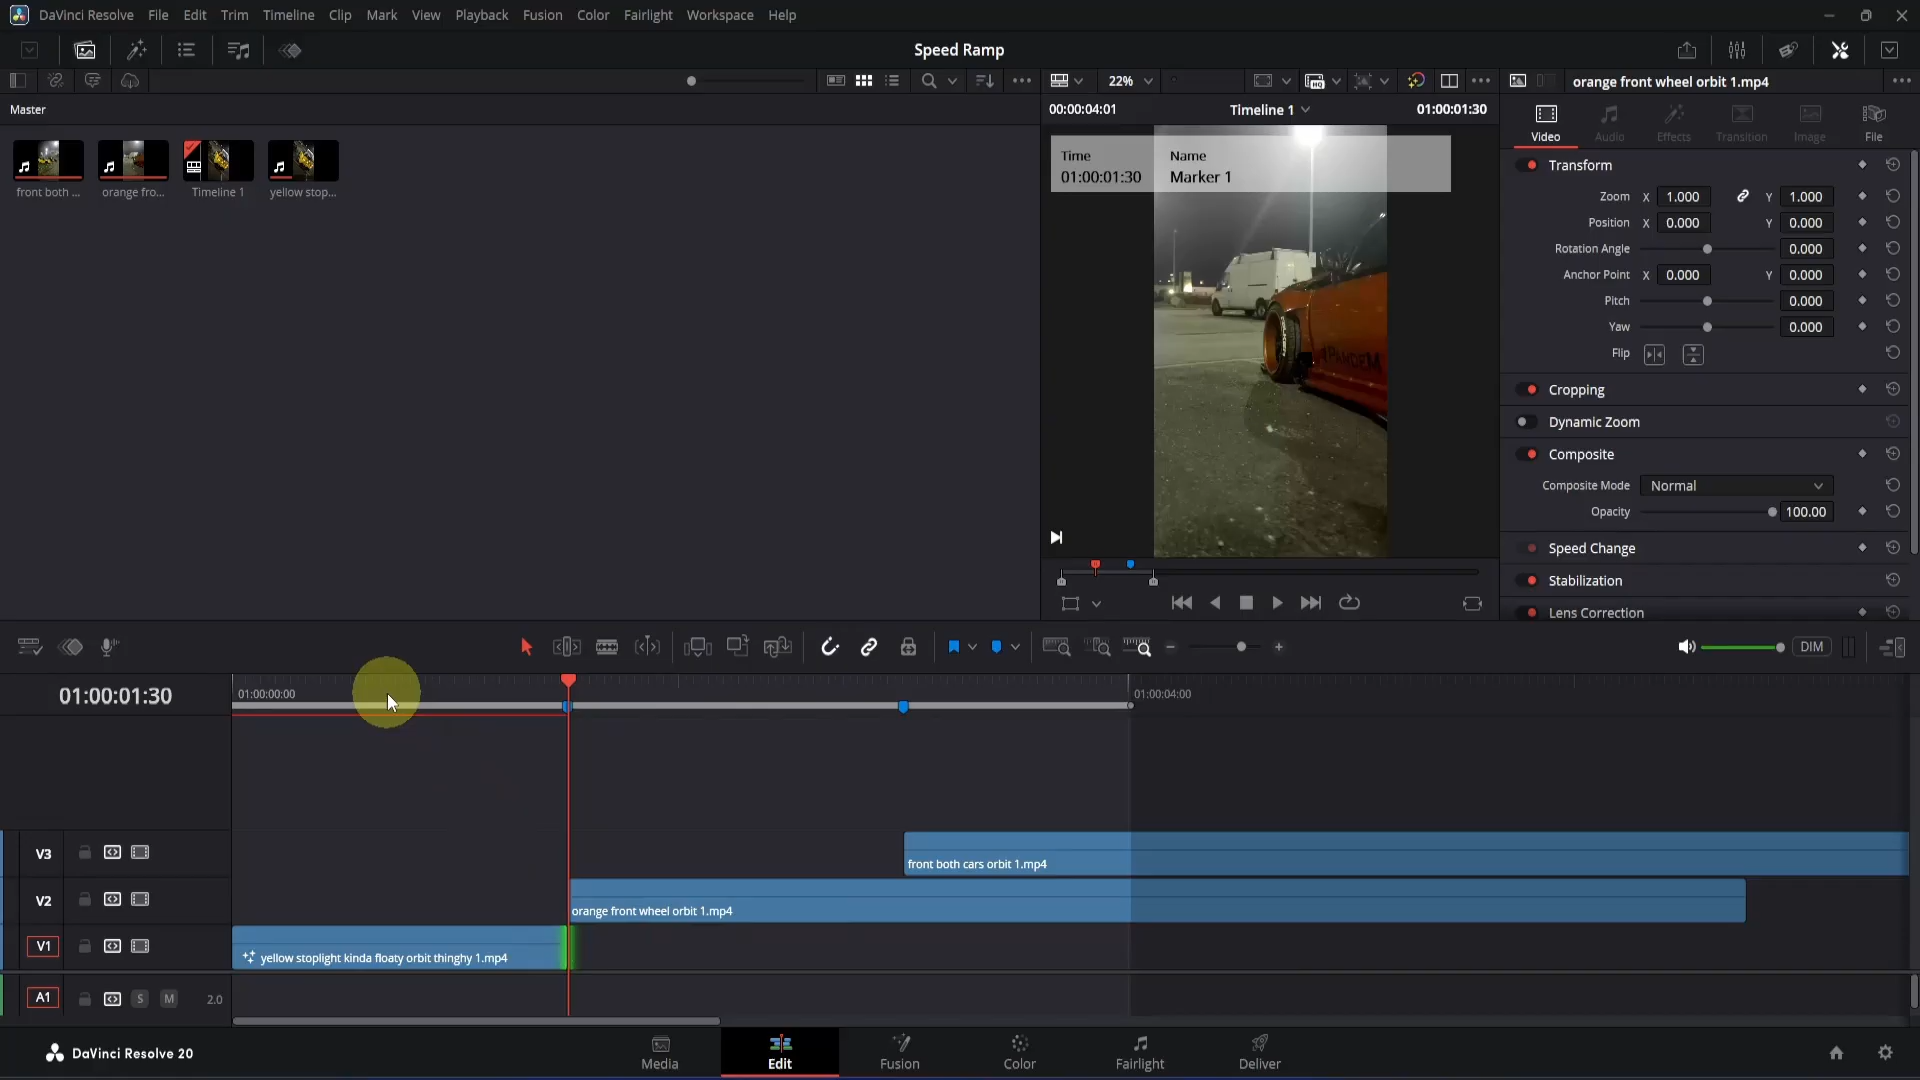 DaVinci Resolve File Edit Trim Timeline Clip Mark View Playback Fusion Color Fairlight Workspace Help
Speed Ramp
22%
HQ
orange front wheel orbit 1.mp4
Master
00:00:04:01 Timeline 1 01:00:01:30
Video Audio Effects Transition Image File
front both ... orange fro... Timeline 1 yellow stop...
Time Name
01:00:01:30 Marker 1
PANDEM
Transform
Zoom X 1.000 Y 1.000
Position X 0.000 Y 0.000
Rotation Angle 0.000
Anchor Point X 0.000 Y 0.000
Pitch 0.000
Yaw 0.000
Flip
Cropping
Dynamic Zoom
Composite
Composite Mode Normal
Opacity 100.00
Speed Change
Stabilization
Lens Correction
DIM
01:00:01:30 01:00:00:00 01:00:04:00
V3 front both cars orbit 1.mp4
V2 orange front wheel orbit 1.mp4
V1 yellow stoplight kinda floaty orbit thinghy 1.mp4
A1 S M 2.0
DaVinci Resolve 20 Media Edit Fusion Color Fairlight Deliver